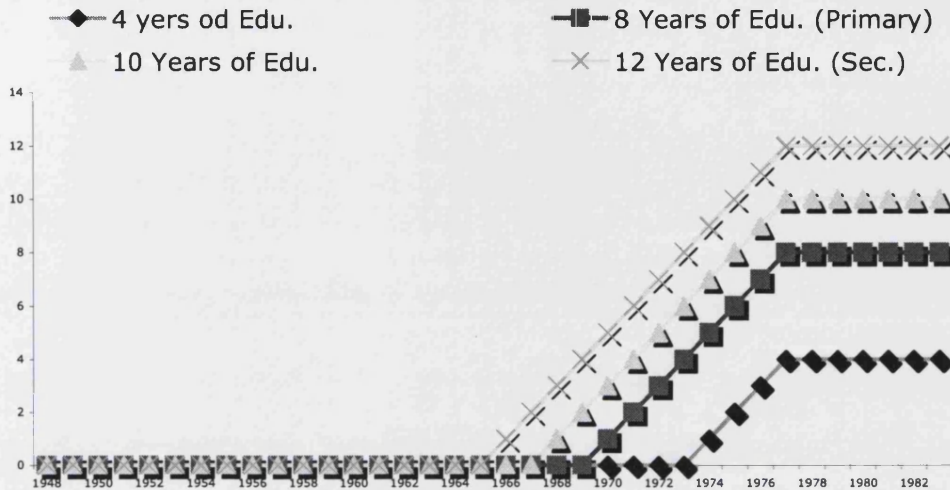 4 yers od Edu. 8 Years of Edu. (Primary)
10 Years of Edu. 12 Years of Edu. (Sec.)
14
12
10
8
6
4
2
0
1948 1950 1952 1954 1956 1958 1960 1962 1964 1966 1968 1970 1972 1974 1976 1978 1980 1982